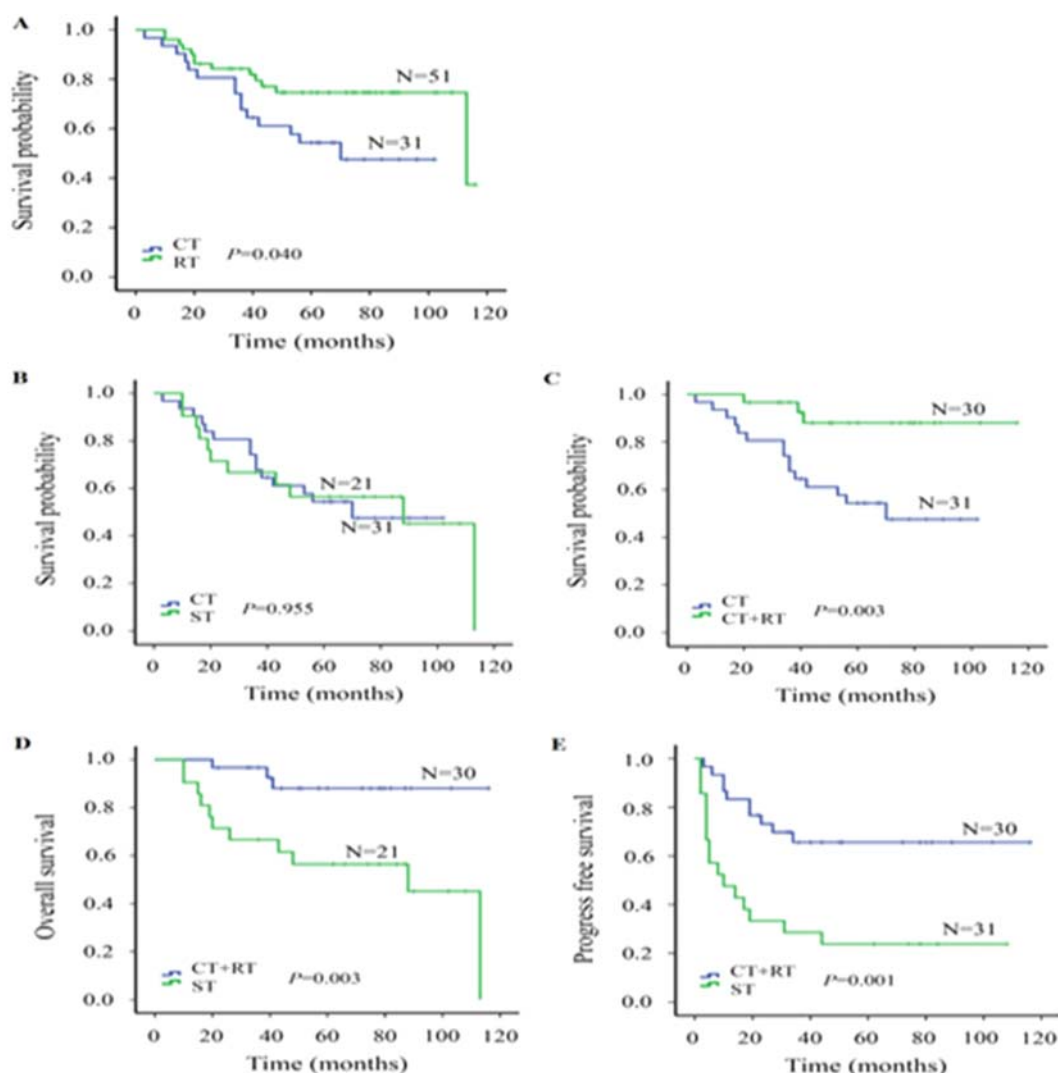 A
Survival probability
1.0
0.8
0.6
0.4
0.2
0.0
N=51
N=31
CT
RT
P=0.040
0 20 40 60 80 100 120
Time (months)
B
Survival probability
1.0
0.8
0.6
0.4
0.2
0.0
N=21
N=31
CT
ST
P=0.955
0 20 40 60 80 100 120
Time (months)
C
Survival probability
1.0
0.8
0.6
0.4
0.2
0.0
N=30
N=31
CT
CT+RT
P=0.003
0 20 40 60 80 100 120
Time (months)
D
Overall survival
1.0
0.8
0.6
0.4
0.2
0.0
N=30
N=21
CT+RT
ST
P=0.003
0 20 40 60 80 100 120
Time (months)
E
Progress free survival
1.0
0.8
0.6
0.4
0.2
0.0
N=30
N=31
CT+RT
ST
P=0.001
0 20 40 60 80 100 120
Time (months)